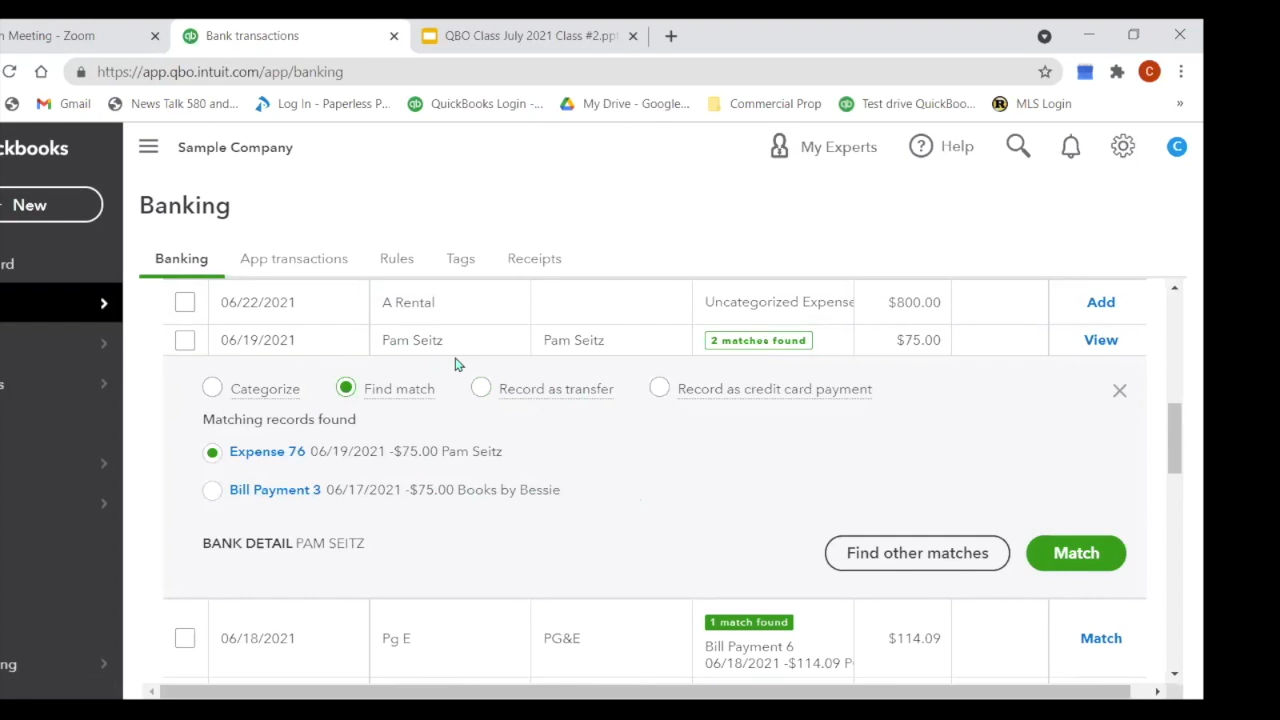 n Meeting - Zoom
Bank transactions
QBO Class July 2021 Class #2.ppt
https://app.qbo.intuit.com/app/banking
C
Gmail
News Talk 580 and...
Log In - Paperless P...
QuickBooks Login -...
My Drive - Google...
Commercial Prop
Test drive QuickBoo...
MLS Login
»
ckbooks
Sample Company
My Experts
Help
C
New
Banking
rd
Banking
App transactions
Rules
Tags
Receipts
06/22/2021 A Rental Uncategorized Expense $800.00 Add
06/19/2021 Pam Seitz Pam Seitz 2 matches found $75.00 View
Categorize
Find match
Record as transfer
Record as credit card payment
s
Matching records found
Expense 76 06/19/2021 -$75.00 Pam Seitz
Bill Payment 3 06/17/2021 -$75.00 Books by Bessie
BANK DETAIL PAM SEITZ
Find other matches
Match
1 match found
06/18/2021 Pg E PG&E $114.09 Match
Bill Payment 6
06/18/2021 -$114.09 P
ng